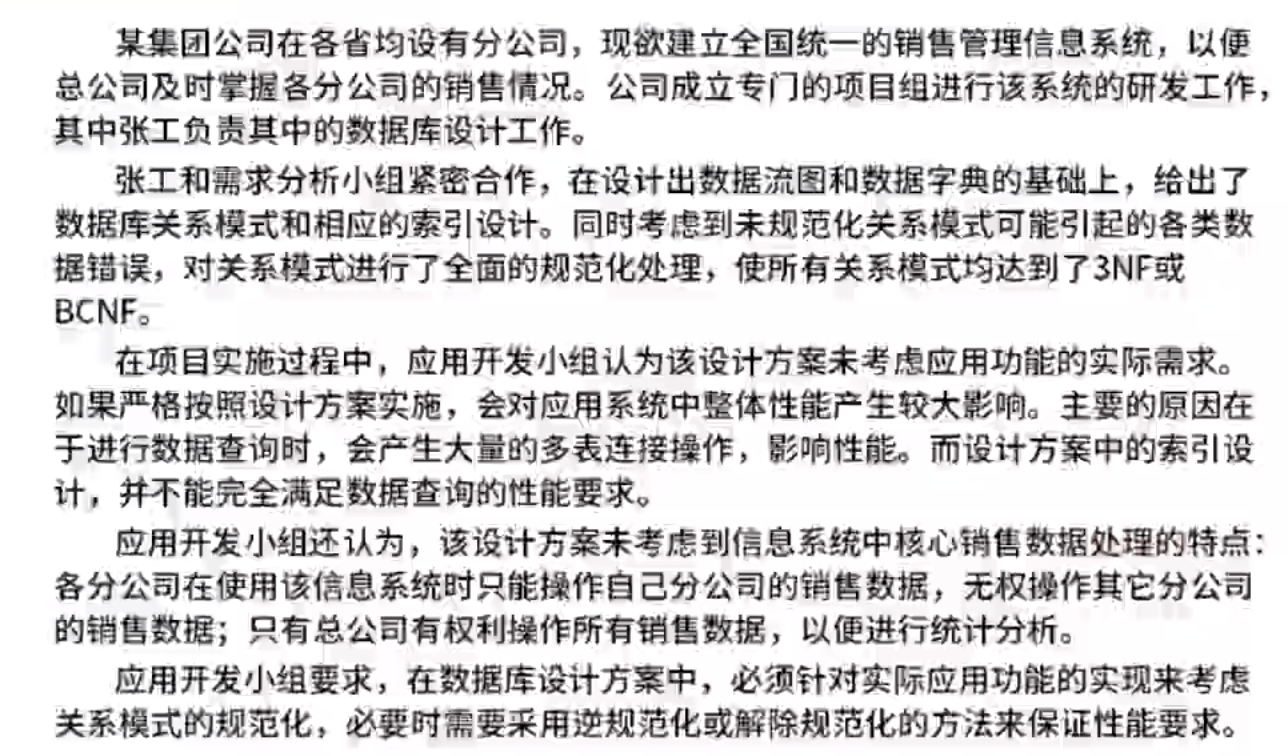 某集团公司在各省均设有分公司，现欲建立全国统一的销售管理信息系统，以便
总公司及时掌握各分公司的销售情况。公司成立专门的项目组进行该系统的研发工作，
其中张工负责其中的数据库设计工作。
张工和需求分析小组紧密合作，在设计出数据流图和数据字典的基础上，给出了
数据库关系模式和相应的索引设计。同时考虑到未规范化关系模式可能引起的各类数
据错误，对关系模式进行了全面的规范化处理，使所有关系模式均达到了3NF或
BCNF。
在项目实施过程中，应用开发小组认为该设计方案未考虑应用功能的实际需求。
如果严格按照设计方案实施，会对应用系统中整体性能产生较大影响。主要的原因在
于进行数据查询时，会产生大量的多表连接操作，影响性能。而设计方案中的索引设
计，并不能完全满足数据查询的性能要求。
应用开发小组还认为，该设计方案未考虑到信息系统中核心销售数据处理的特点：
各分公司在使用该信息系统时只能操作自己分公司的销售数据，无权操作其它分公司
的销售数据；只有总公司有权利操作所有销售数据，以便进行统计分析。
应用开发小组要求，在数据库设计方案中，必须针对实际应用功能的实现来考虑
关系模式的规范化，必要时需要采用逆规范化或解除规范化的方法来保证性能要求。